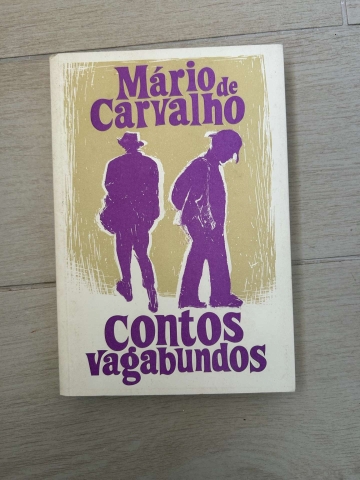 Mário de
Carvalho
Contos
vagabundos